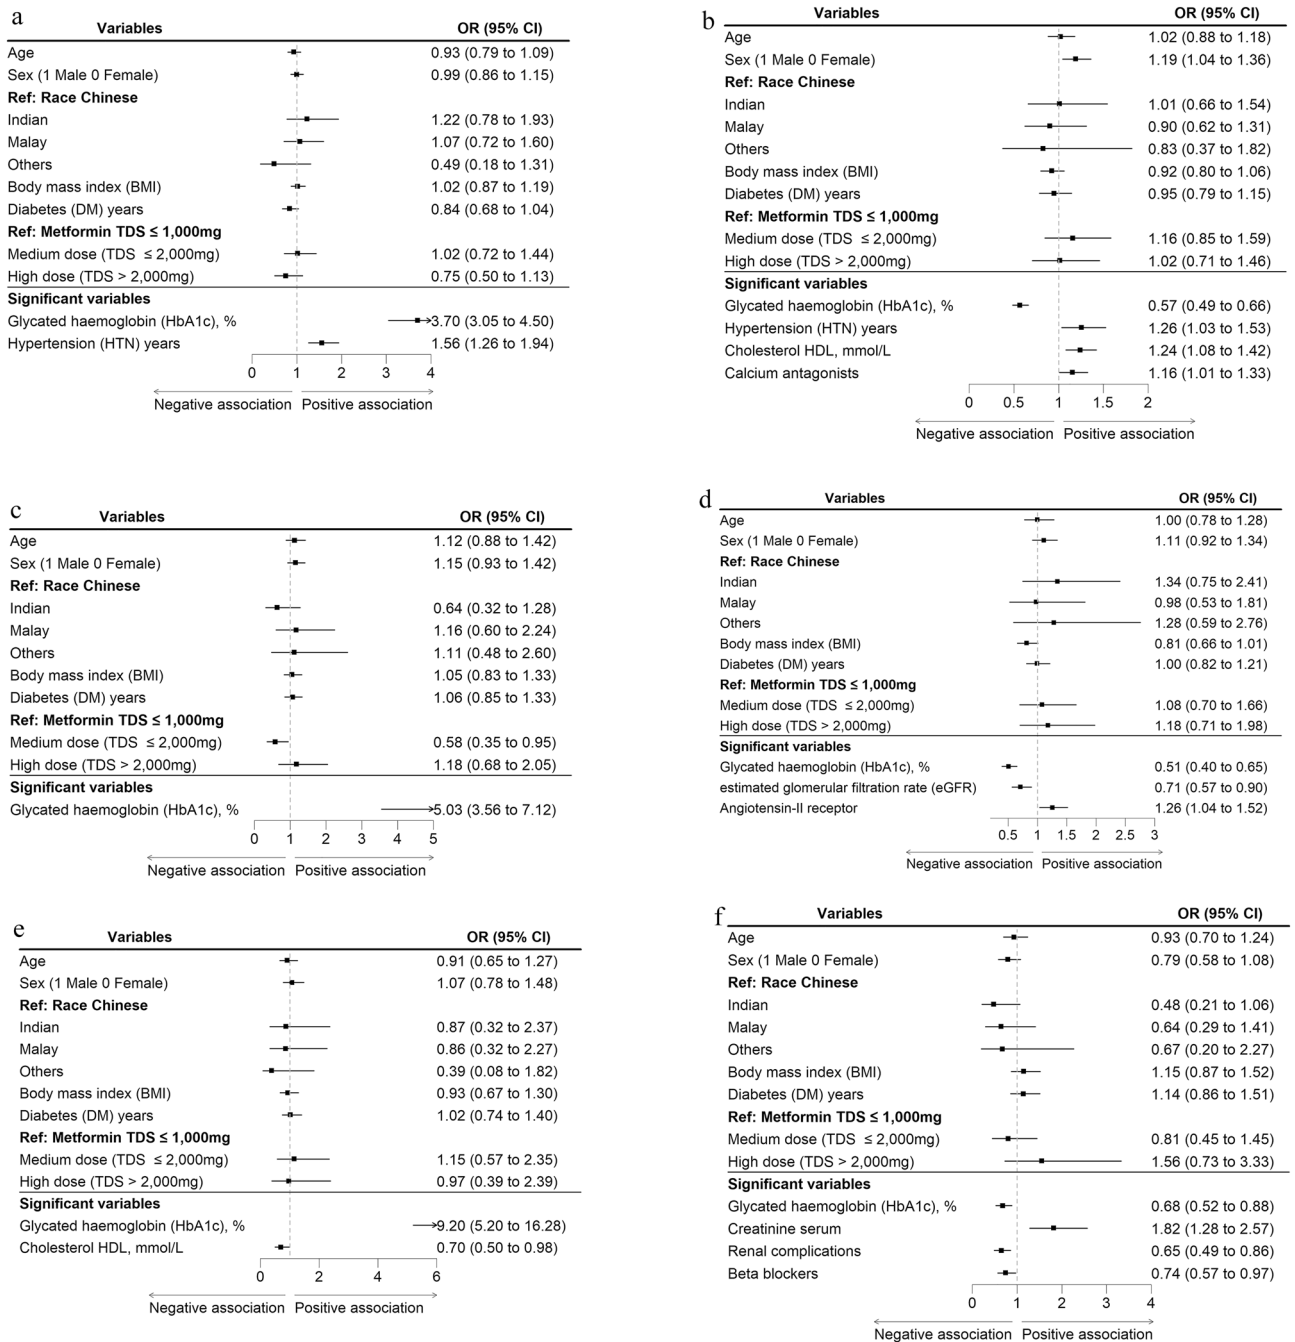 a
Variables OR (95% CI)
Age 0.93 (0.79 to 1.09)
Sex (1 Male 0 Female) 0.99 (0.86 to 1.15)
Ref: Race Chinese
Indian 1.22 (0.78 to 1.93)
Malay 1.07 (0.72 to 1.60)
Others 0.49 (0.18 to 1.31)
Body mass index (BMI) 1.02 (0.87 to 1.19)
Diabetes (DM) years 0.84 (0.68 to 1.04)
Ref: Metformin TDS ≤ 1,000mg
Medium dose (TDS ≤ 2,000mg) 1.02 (0.72 to 1.44)
High dose (TDS > 2,000mg) 0.75 (0.50 to 1.13)
Significant variables
Glycated haemoglobin (HbA1c), % 3.70 (3.05 to 4.50)
Hypertension (HTN) years 1.56 (1.26 to 1.94)
0 1 2 3 4
Negative association Positive association
b
Variables OR (95% CI)
Age 1.02 (0.88 to 1.18)
Sex (1 Male 0 Female) 1.19 (1.04 to 1.36)
Ref: Race Chinese
Indian 1.01 (0.66 to 1.54)
Malay 0.90 (0.62 to 1.31)
Others 0.83 (0.37 to 1.82)
Body mass index (BMI) 0.92 (0.80 to 1.06)
Diabetes (DM) years 0.95 (0.79 to 1.15)
Ref: Metformin TDS ≤ 1,000mg
Medium dose (TDS ≤ 2,000mg) 1.16 (0.85 to 1.59)
High dose (TDS > 2,000mg) 1.02 (0.71 to 1.46)
Significant variables
Glycated haemoglobin (HbA1c), % 0.57 (0.49 to 0.66)
Hypertension (HTN) years 1.26 (1.03 to 1.53)
Cholesterol HDL, mmol/L 1.24 (1.08 to 1.42)
Calcium antagonists 1.16 (1.01 to 1.33)
0 0.5 1 1.5 2
Negative association Positive association
c
Variables OR (95% CI)
Age 1.12 (0.88 to 1.42)
Sex (1 Male 0 Female) 1.15 (0.93 to 1.42)
Ref: Race Chinese
Indian 0.64 (0.32 to 1.28)
Malay 1.16 (0.60 to 2.24)
Others 1.11 (0.48 to 2.60)
Body mass index (BMI) 1.05 (0.83 to 1.33)
Diabetes (DM) years 1.06 (0.85 to 1.33)
Ref: Metformin TDS ≤ 1,000mg
Medium dose (TDS ≤ 2,000mg) 0.58 (0.35 to 0.95)
High dose (TDS > 2,000mg) 1.18 (0.68 to 2.05)
Significant variables
Glycated haemoglobin (HbA1c), % 5.03 (3.56 to 7.12)
0 1 2 3 4 5
Negative association Positive association
d
Variables OR (95% CI)
Age 1.00 (0.78 to 1.28)
Sex (1 Male 0 Female) 1.11 (0.92 to 1.34)
Ref: Race Chinese
Indian 1.34 (0.75 to 2.41)
Malay 0.98 (0.53 to 1.81)
Others 1.28 (0.59 to 2.76)
Body mass index (BMI) 0.81 (0.66 to 1.01)
Diabetes (DM) years 1.00 (0.82 to 1.21)
Ref: Metformin TDS ≤ 1,000mg
Medium dose (TDS ≤ 2,000mg) 1.08 (0.70 to 1.66)
High dose (TDS > 2,000mg) 1.18 (0.71 to 1.98)
Significant variables
Glycated haemoglobin (HbA1c), % 0.51 (0.40 to 0.65)
estimated glomerular filtration rate (eGFR) 0.71 (0.57 to 0.90)
Angiotensin-II receptor 1.26 (1.04 to 1.52)
0.5 1 1.5 2 2.5 3
Negative association Positive association
e
Variables OR (95% CI)
Age 0.91 (0.65 to 1.27)
Sex (1 Male 0 Female) 1.07 (0.78 to 1.48)
Ref: Race Chinese
Indian 0.87 (0.32 to 2.37)
Malay 0.86 (0.32 to 2.27)
Others 0.39 (0.08 to 1.82)
Body mass index (BMI) 0.93 (0.67 to 1.30)
Diabetes (DM) years 1.02 (0.74 to 1.40)
Ref: Metformin TDS ≤ 1,000mg
Medium dose (TDS ≤ 2,000mg) 1.15 (0.57 to 2.35)
High dose (TDS > 2,000mg) 0.97 (0.39 to 2.39)
Significant variables
Glycated haemoglobin (HbA1c), % 9.20 (5.20 to 16.28)
Cholesterol HDL, mmol/L 0.70 (0.50 to 0.98)
0 2 4 6
Negative association Positive association
f
Variables OR (95% CI)
Age 0.93 (0.70 to 1.24)
Sex (1 Male 0 Female) 0.79 (0.58 to 1.08)
Ref: Race Chinese
Indian 0.48 (0.21 to 1.06)
Malay 0.64 (0.29 to 1.41)
Others 0.67 (0.20 to 2.27)
Body mass index (BMI) 1.15 (0.87 to 1.52)
Diabetes (DM) years 1.14 (0.86 to 1.51)
Ref: Metformin TDS ≤ 1,000mg
Medium dose (TDS ≤ 2,000mg) 0.81 (0.45 to 1.45)
High dose (TDS > 2,000mg) 1.56 (0.73 to 3.33)
Significant variables
Glycated haemoglobin (HbA1c), % 0.68 (0.52 to 0.88)
Creatinine serum 1.82 (1.28 to 2.57)
Renal complications 0.65 (0.49 to 0.86)
Beta blockers 0.74 (0.57 to 0.97)
0 1 2 3 4
Negative association Positive association